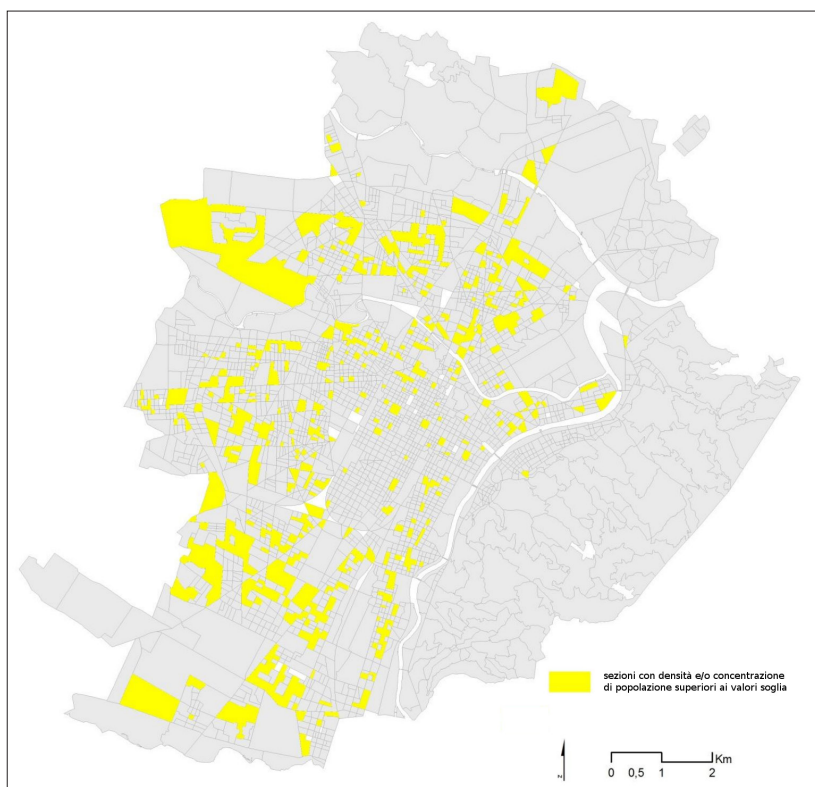 sezioni con densità e/o concentrazione
di popolazione superiori ai valori soglia
z
Km
0 0,5 1 2